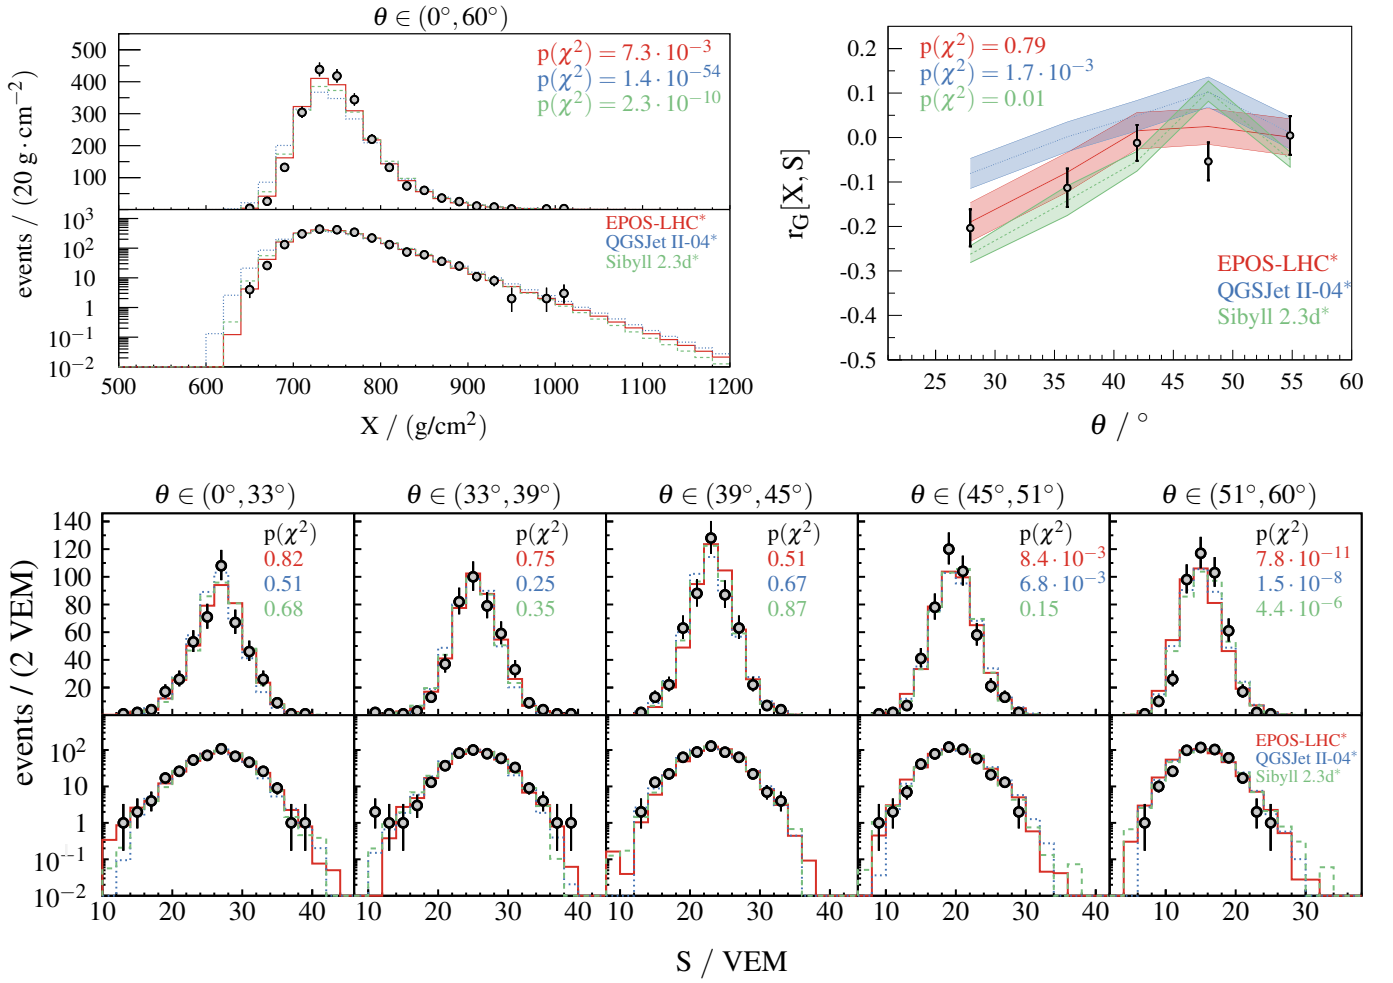 θ ∈ (0°, 60°)
500
400
300
200
100
p(χ²) = 7.3 · 10⁻³
p(χ²) = 1.4 · 10⁻⁵⁴
p(χ²) = 2.3 · 10⁻¹⁰
events / (20 g · cm⁻²)
10³
10²
10
1
10⁻¹
10⁻²
EPOS-LHC*
QGSJet II-04*
Sibyll 2.3d*
500 600 700 800 900 1000 1100 1200
X / (g/cm²)
0.2
0.1
0.0
-0.1
-0.2
-0.3
-0.4
-0.5
r_G[X, S]
p(χ²) = 0.79
p(χ²) = 1.7 · 10⁻³
p(χ²) = 0.01
EPOS-LHC*
QGSJet II-04*
Sibyll 2.3d*
25 30 35 40 45 50 55 60
θ / °
θ ∈ (0°, 33°) θ ∈ (33°, 39°) θ ∈ (39°, 45°) θ ∈ (45°, 51°) θ ∈ (51°, 60°)
140
120
100
80
60
40
20
p(χ²) p(χ²) p(χ²) p(χ²) p(χ²)
0.82 0.75 0.51 8.4 · 10⁻³ 7.8 · 10⁻¹¹
0.51 0.25 0.67 6.8 · 10⁻³ 1.5 · 10⁻⁸
0.68 0.35 0.87 0.15 4.4 · 10⁻⁶
events / (2 VEM)
10²
10
1
10⁻¹
10⁻²
EPOS-LHC*
QGSJet II-04*
Sibyll 2.3d*
10 20 30 40 20 30 40 10 20 30 10 20 30 40 10 20 30
S / VEM